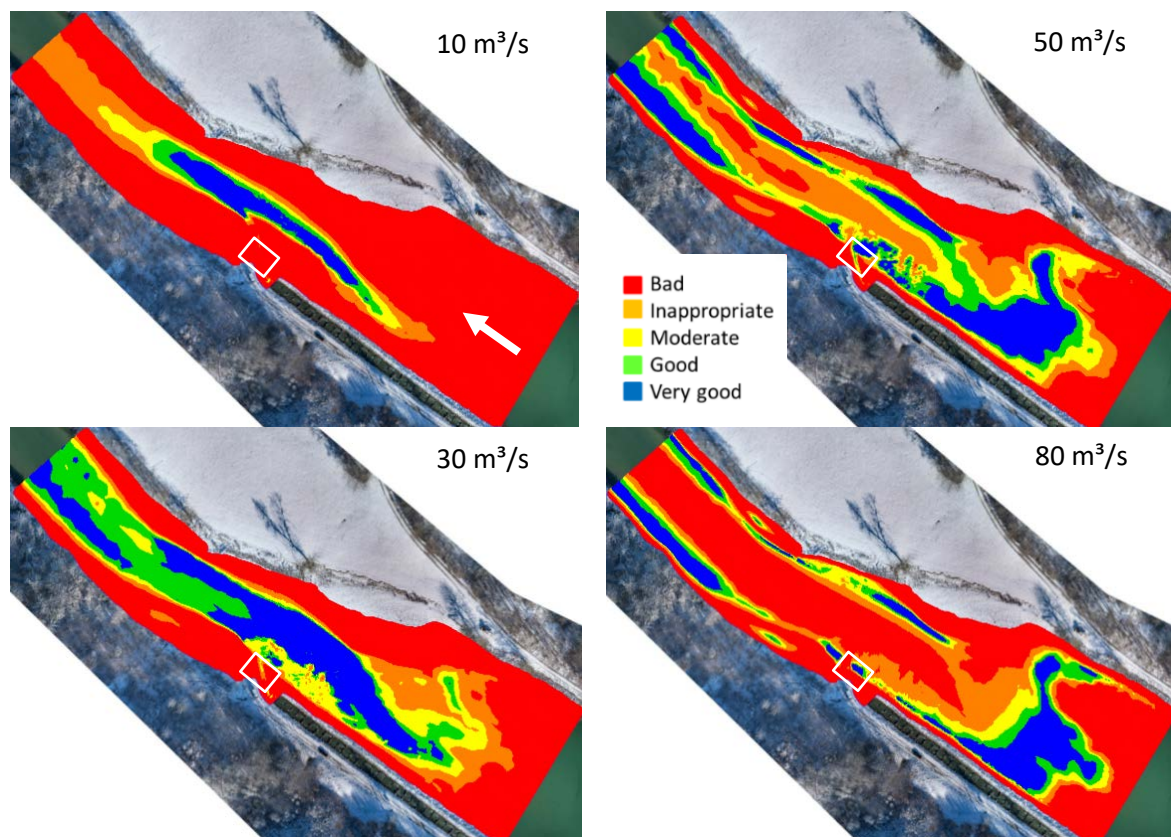 10 m³/s
50 m³/s
Bad
Inappropriate
Moderate
Good
Very good
30 m³/s
80 m³/s